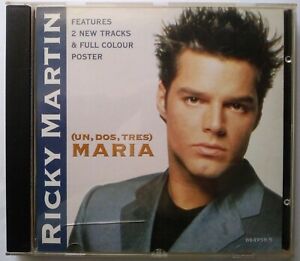 RICKY MARTIN
FEATURES
2 NEW TRACKS
& FULL COLOUR
POSTER
(UN, DOS, TRES)
MARIA